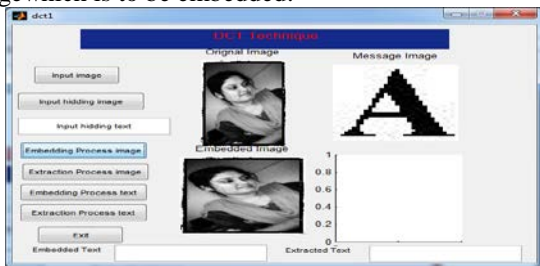 gewhich is to be embedded.
dct1
DCT Technique
Orignal Image
Message Image
Input image
Input hidding image
Input hidding text
Embedding Process image
Embedded Image
Extraction Process image
Embedding Process text
Extraction Process text
Exit
1
0.8
0.6
0.4
0.2
0
A
Embedded Text
Extracted Text